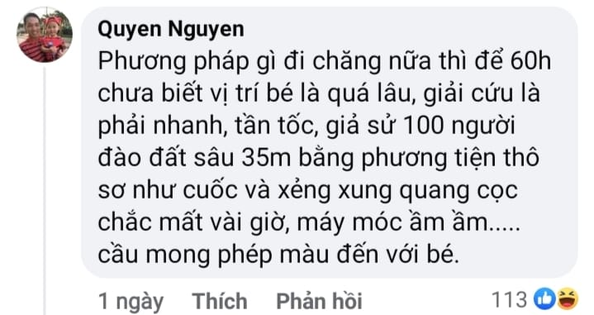 Quyen Nguyen
Phương pháp gì đi chăng nữa thì để 60h
chưa biết vị trí bé là quá lâu, giải cứu là
phải nhanh, tần tốc, giả sử 100 người
đào đất sâu 35m bằng phương tiện thô
sơ như cuốc và xẻng xung quang cọc
chắc mất vài giờ, máy móc ầm ầm.....
cầu mong phép màu đến với bé.
1 ngày Thích Phản hồi 113